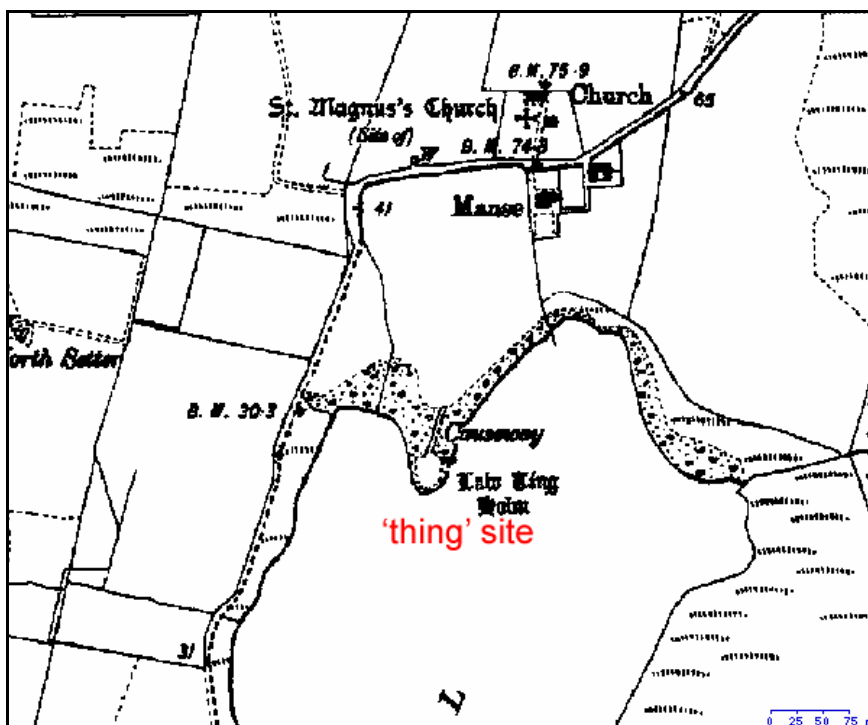 B.M.75·9
Church
St. Magnus's Church
(Site of)
W
B.M. 74·3
65
41
Manse
North Setter
B.M. 30·3
Causeway
Law Ting
Holm
'thing' site
31
L
0 25 50 75